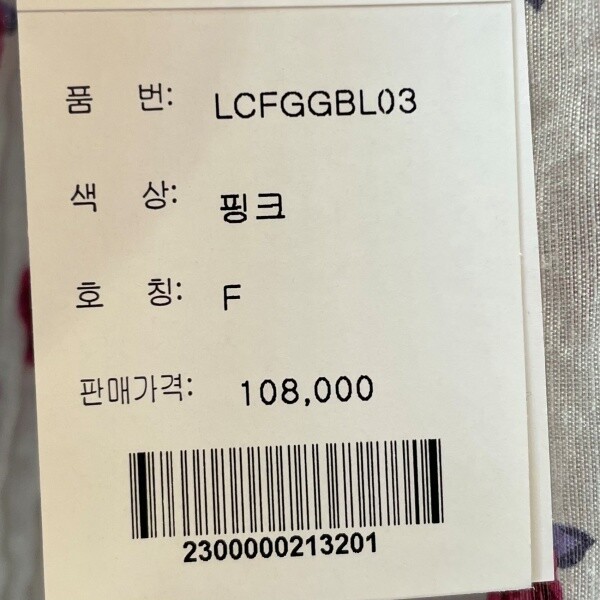 품 번: LCFGGBL03
색 상: 핑크
호 칭: F
판매가격: 108,000
2300000213201